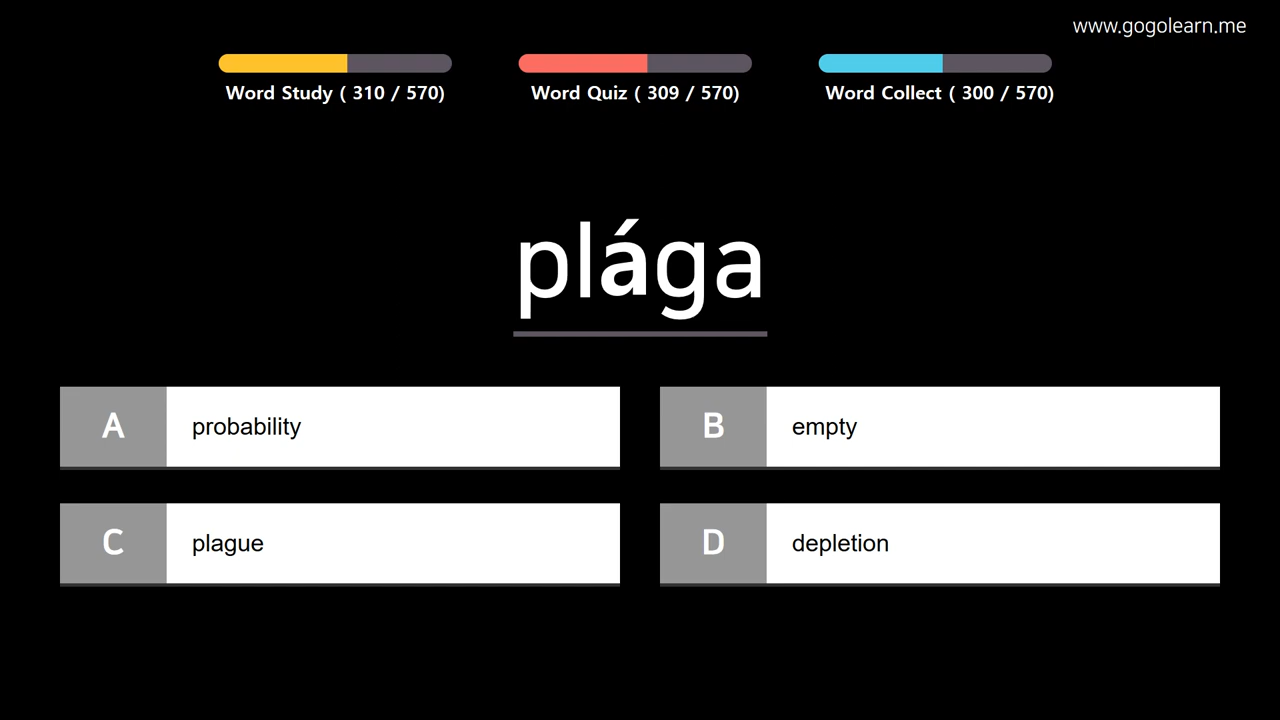 www.gogolearn.me
Word Study ( 310 / 570)
Word Quiz ( 309 / 570)
Word Collect ( 300 / 570)
plága
A probability
B empty
C plague
D depletion